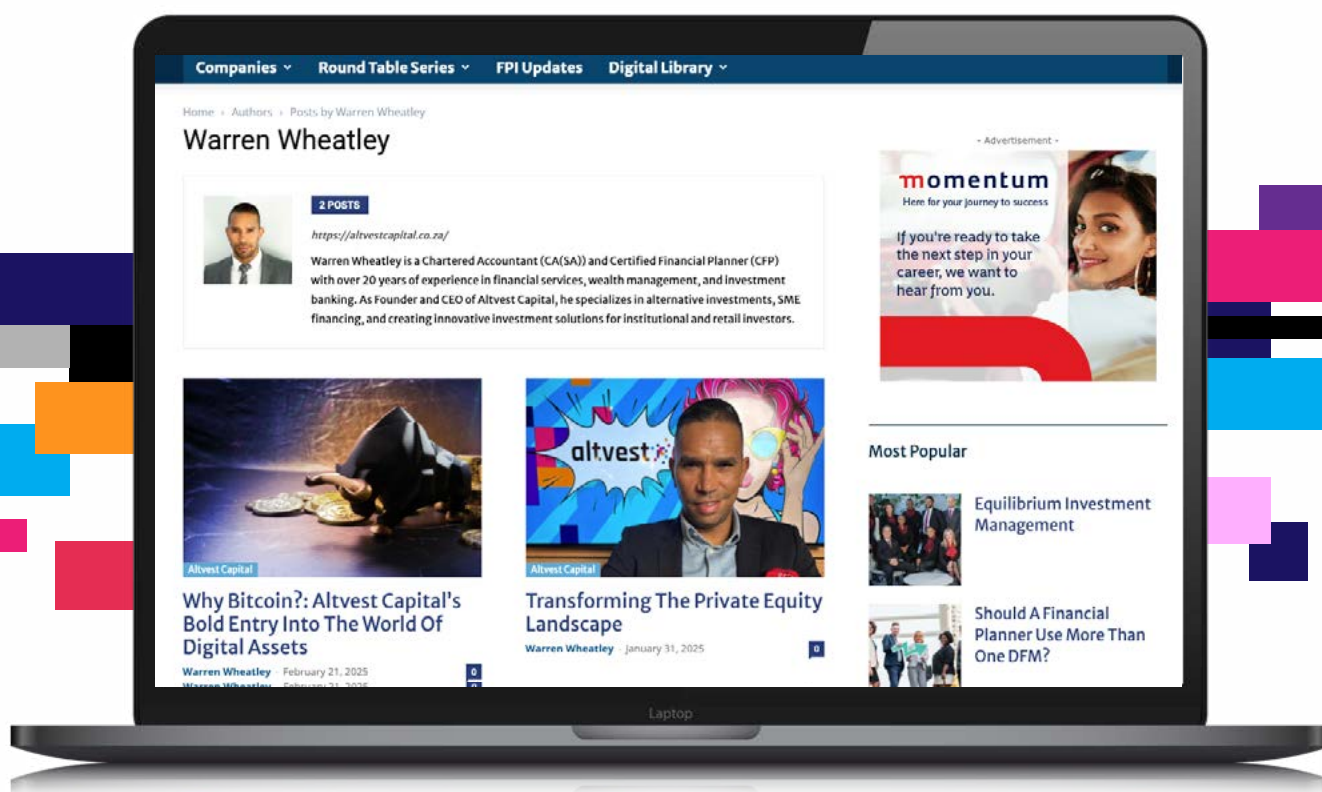 Companies
Round Table Series
FPI Updates
Digital Library
Home › Authors › Posts by Warren Wheatley
Warren Wheatley
2 POSTS
https://altvestcapital.co.za/
Warren Wheatley is a Chartered Accountant (CA(SA)) and Certified Financial Planner (CFP)
with over 20 years of experience in financial services, wealth management, and investment
banking. As Founder and CEO of Altvest Capital, he specializes in alternative investments, SME
financing, and creating innovative investment solutions for institutional and retail investors.
altvest
Altvest Capital
Why Bitcoin?: Altvest Capital's
Bold Entry Into The World Of
Digital Assets
Warren Wheatley - February 21, 2025
0
Warren Wheatley - February 21, 2025
0
Altvest Capital
Transforming The Private Equity
Landscape
Warren Wheatley - January 31, 2025
0
- Advertisement -
momentum
Here for your journey to success
If you're ready to take
the next step in your
career, we want to
hear from you.
Most Popular
Equilibrium Investment
Management
Should A Financial
Planner Use More Than
One DFM?
Laptop